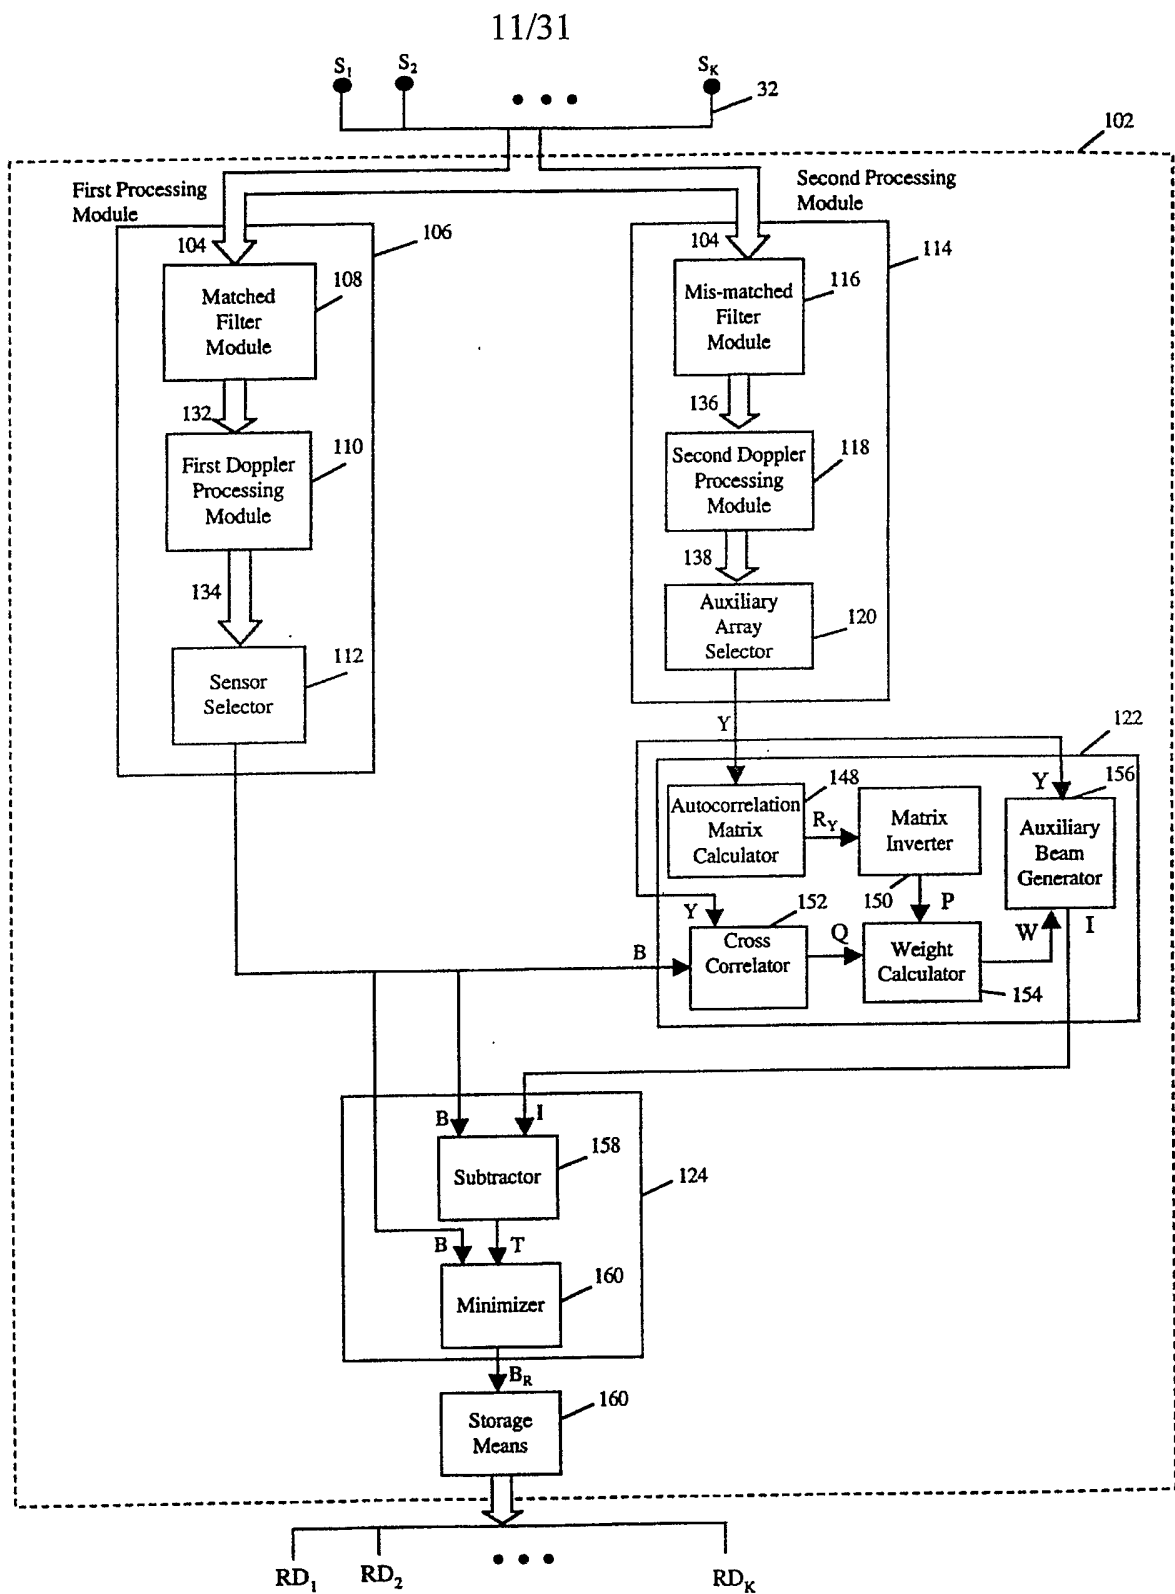 11/31
S1
S2
SK
32
102
First Processing
Module
Second Processing
Module
104
106
104
114
Matched
Filter
Module
108
Mis-matched
Filter
Module
116
132
136
First Doppler
Processing
Module
110
Second Doppler
Processing
Module
118
134
138
Sensor
Selector
112
Auxiliary
Array
Selector
120
Y
122
Autocorrelation
Matrix
Calculator
148
RY
Matrix
Inverter
150
Y
156
Auxiliary
Beam
Generator
Y
152
P
W
I
B
Cross
Correlator
Q
Weight
Calculator
154
B
I
Subtractor
158
124
B
T
Minimizer
160
BR
Storage
Means
160
RD1
RD2
RDK